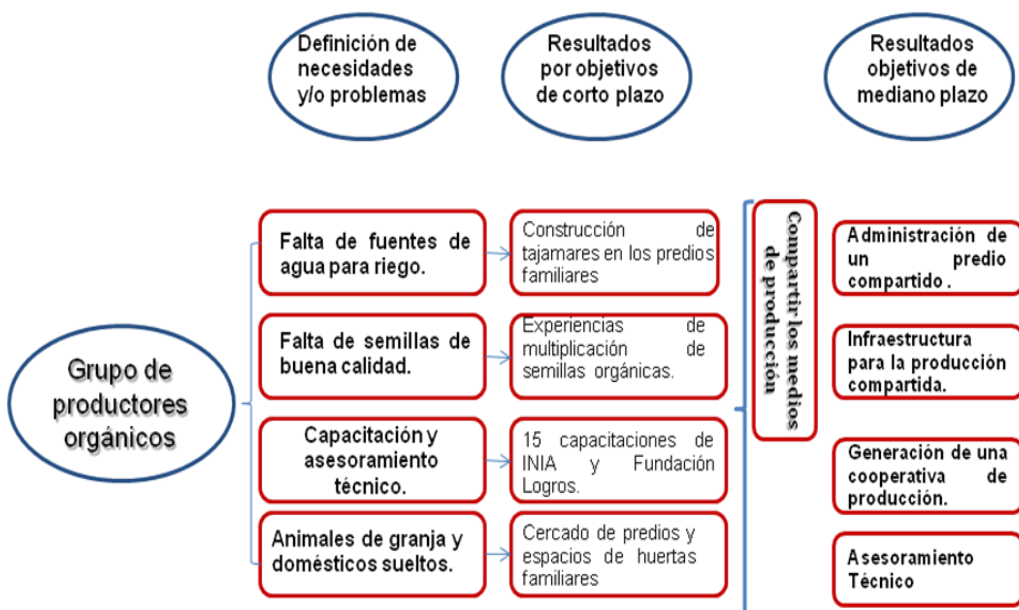 Definición de
necesidades
y/o problemas
Resultados
por objetivos
de corto plazo
Resultados
objetivos de
mediano plazo
Grupo de
productores
orgánicos
Falta de fuentes de
agua para riego.
Construcción de
tajamares en los predios
familiares
Falta de semillas de
buena calidad.
Experiencias de
multiplicación de
semillas orgánicas.
Capacitación y
asesoramiento
técnico.
15 capacitaciones de
INIA y Fundación
Logros.
Animales de granja y
domésticos sueltos.
Cercado de predios y
espacios de huertas
familiares
Compartir los medios
de producción
Administración de
un predio
compartido .
Infraestructura
para la producción
compartida.
Generación de una
cooperativa de
producción.
Asesoramiento
Técnico